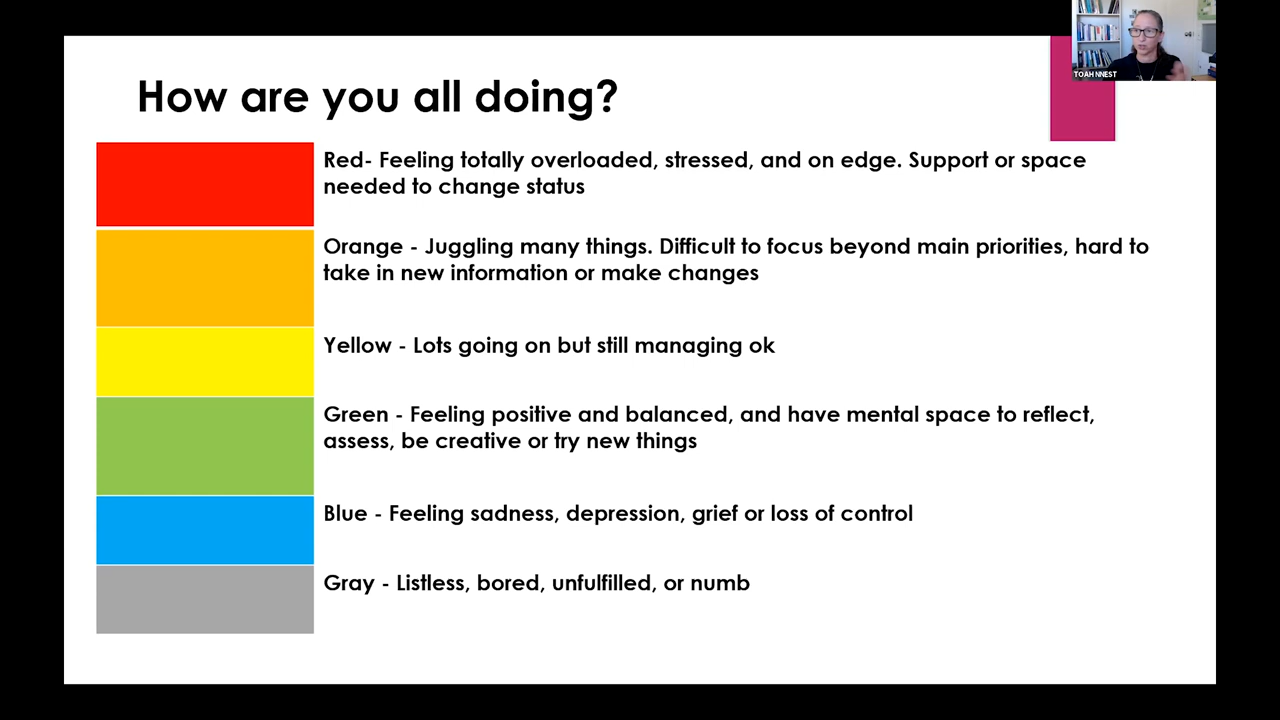 TOAH NNEST
How are you all doing?
Red- Feeling totally overloaded, stressed, and on edge. Support or space
needed to change status
Orange - Juggling many things. Difficult to focus beyond main priorities, hard to
take in new information or make changes
Yellow - Lots going on but still managing ok
Green - Feeling positive and balanced, and have mental space to reflect,
assess, be creative or try new things
Blue - Feeling sadness, depression, grief or loss of control
Gray - Listless, bored, unfulfilled, or numb